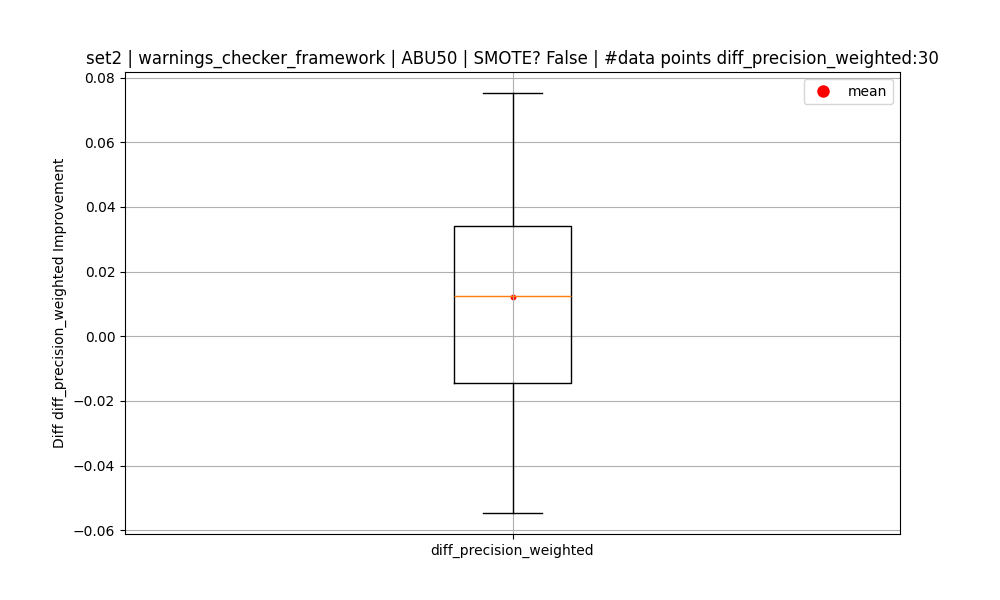 set2 | warnings_checker_framework | ABU50 | SMOTE? False | #data points diff_precision_weighted:30
mean
0.08
0.06
0.04
0.02
0.00
−0.02
−0.04
−0.06
Diff diff_precision_weighted Improvement
diff_precision_weighted